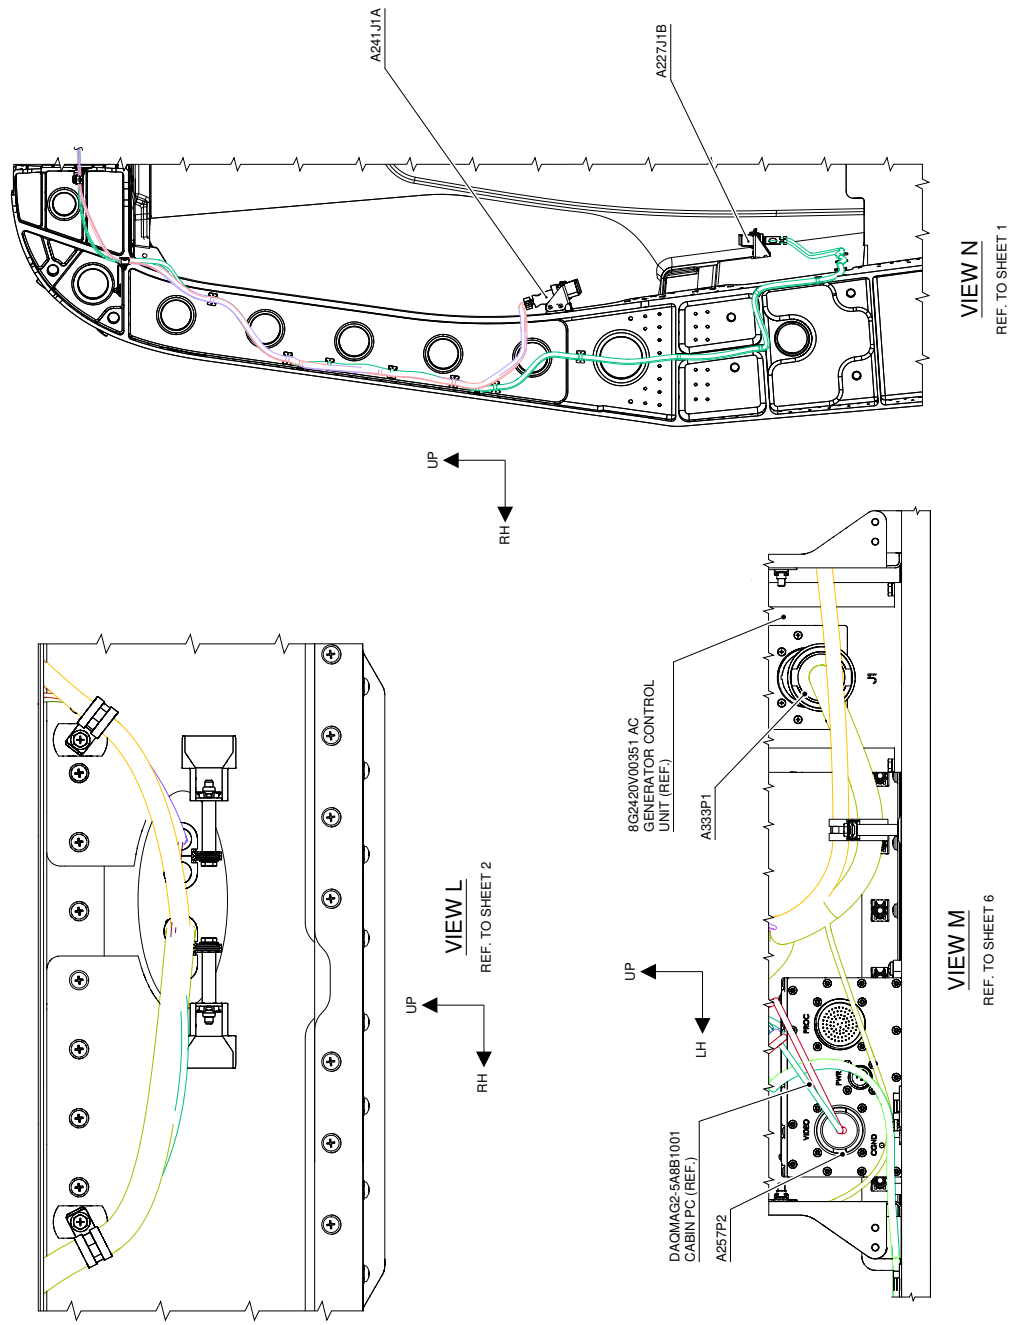 A241J1A
A227J1B
VIEW N
REF. TO SHEET 1
UP
RH
VIEW L
REF. TO SHEET 2
UP
RH
8G2420V00351 AC
GENERATOR CONTROL
UNIT (REF.)
A333P1
J1
UP
LH
DAQMAG2-5A8B1001
CABIN PC (REF.)
A257P2
PROC
PWR
VIDEO
CGND
VIEW M
REF. TO SHEET 6